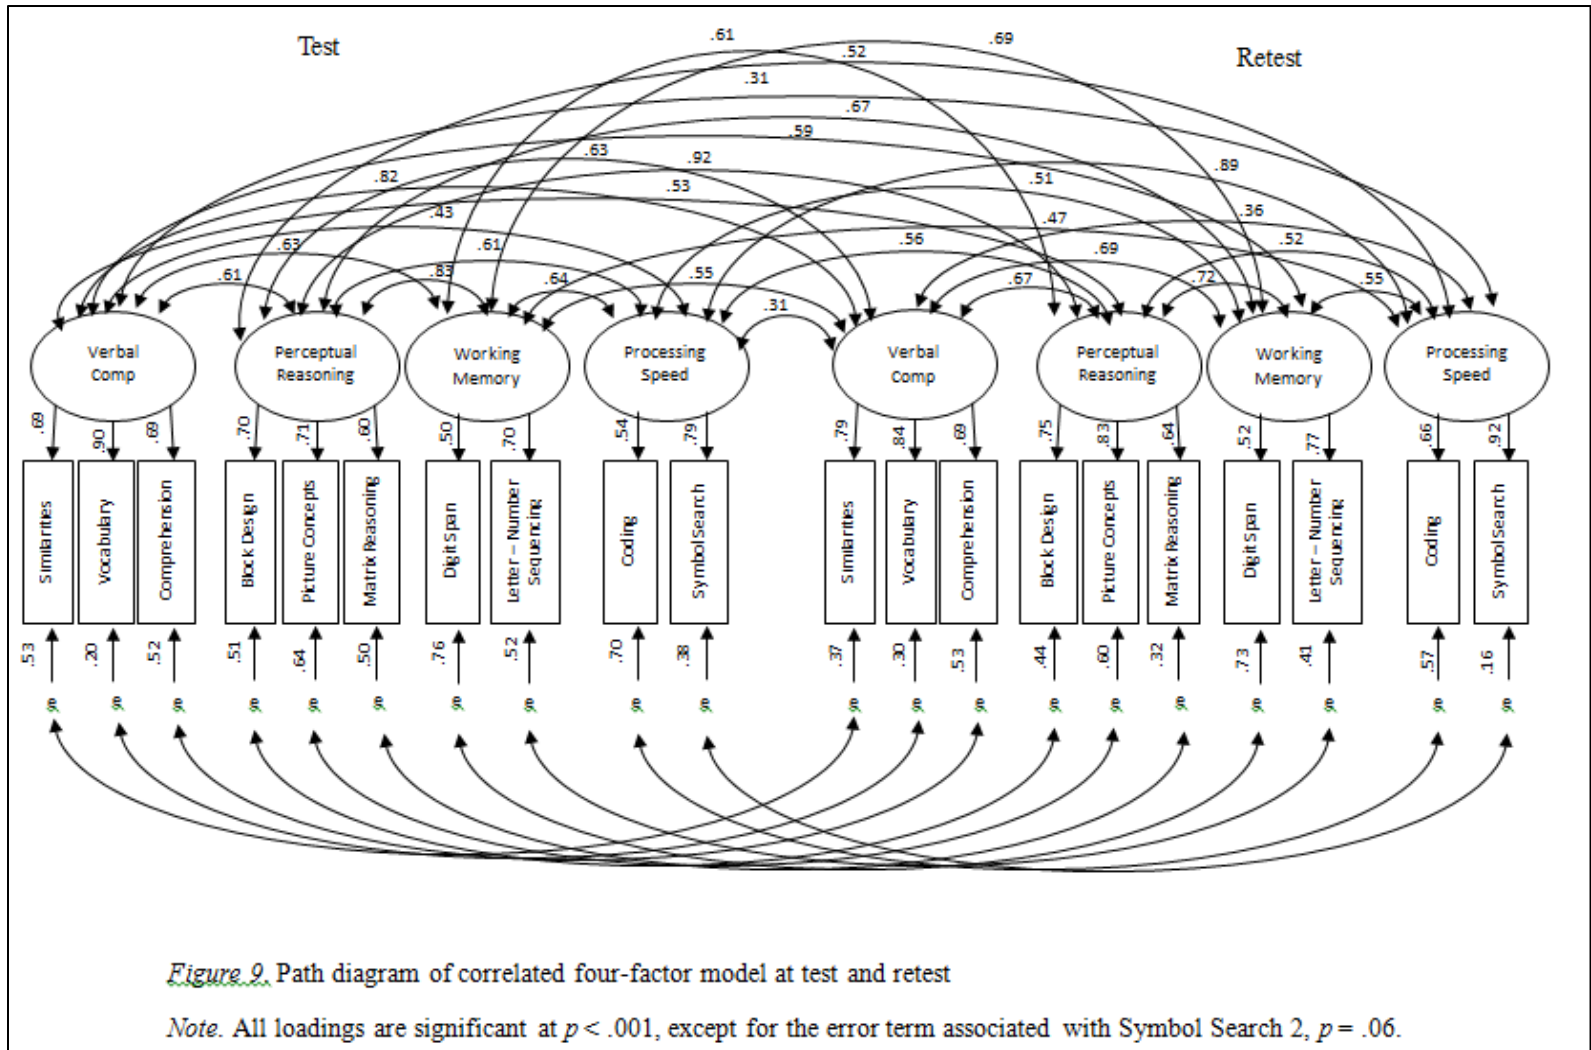 Test
Retest
.61
.52
.69
.31
.67
.59
.63
.92
.89
.82
.53
.51
.43
.47
.36
.63
.61
.56
.69
.52
.61
.83
.64
.55
.67
.72
.55
.31
Verbal
Comp
Perceptual
Reasoning
Working
Memory
Processing
Speed
Verbal
Comp
Perceptual
Reasoning
Working
Memory
Processing
Speed
.69
.90
.69
.70
.71
.60
.50
.70
.54
.79
.79
.84
.69
.75
.83
.64
.52
.77
.66
.92
Similarities
Vocabulary
Comprehension
Block Design
Picture Concepts
Matrix Reasoning
Digit Span
Letter – Number
Sequencing
Coding
Symbol Search
Similarities
Vocabulary
Comprehension
Block Design
Picture Concepts
Matrix Reasoning
Digit Span
Letter – Number
Sequencing
Coding
Symbol Search
.53
.20
.52
.51
.64
.50
.76
.52
.70
.38
.37
.30
.53
.44
.60
.32
.73
.41
.57
.16
Figure 9. Path diagram of correlated four-factor model at test and retest
Note. All loadings are significant at p < .001, except for the error term associated with Symbol Search 2, p = .06.